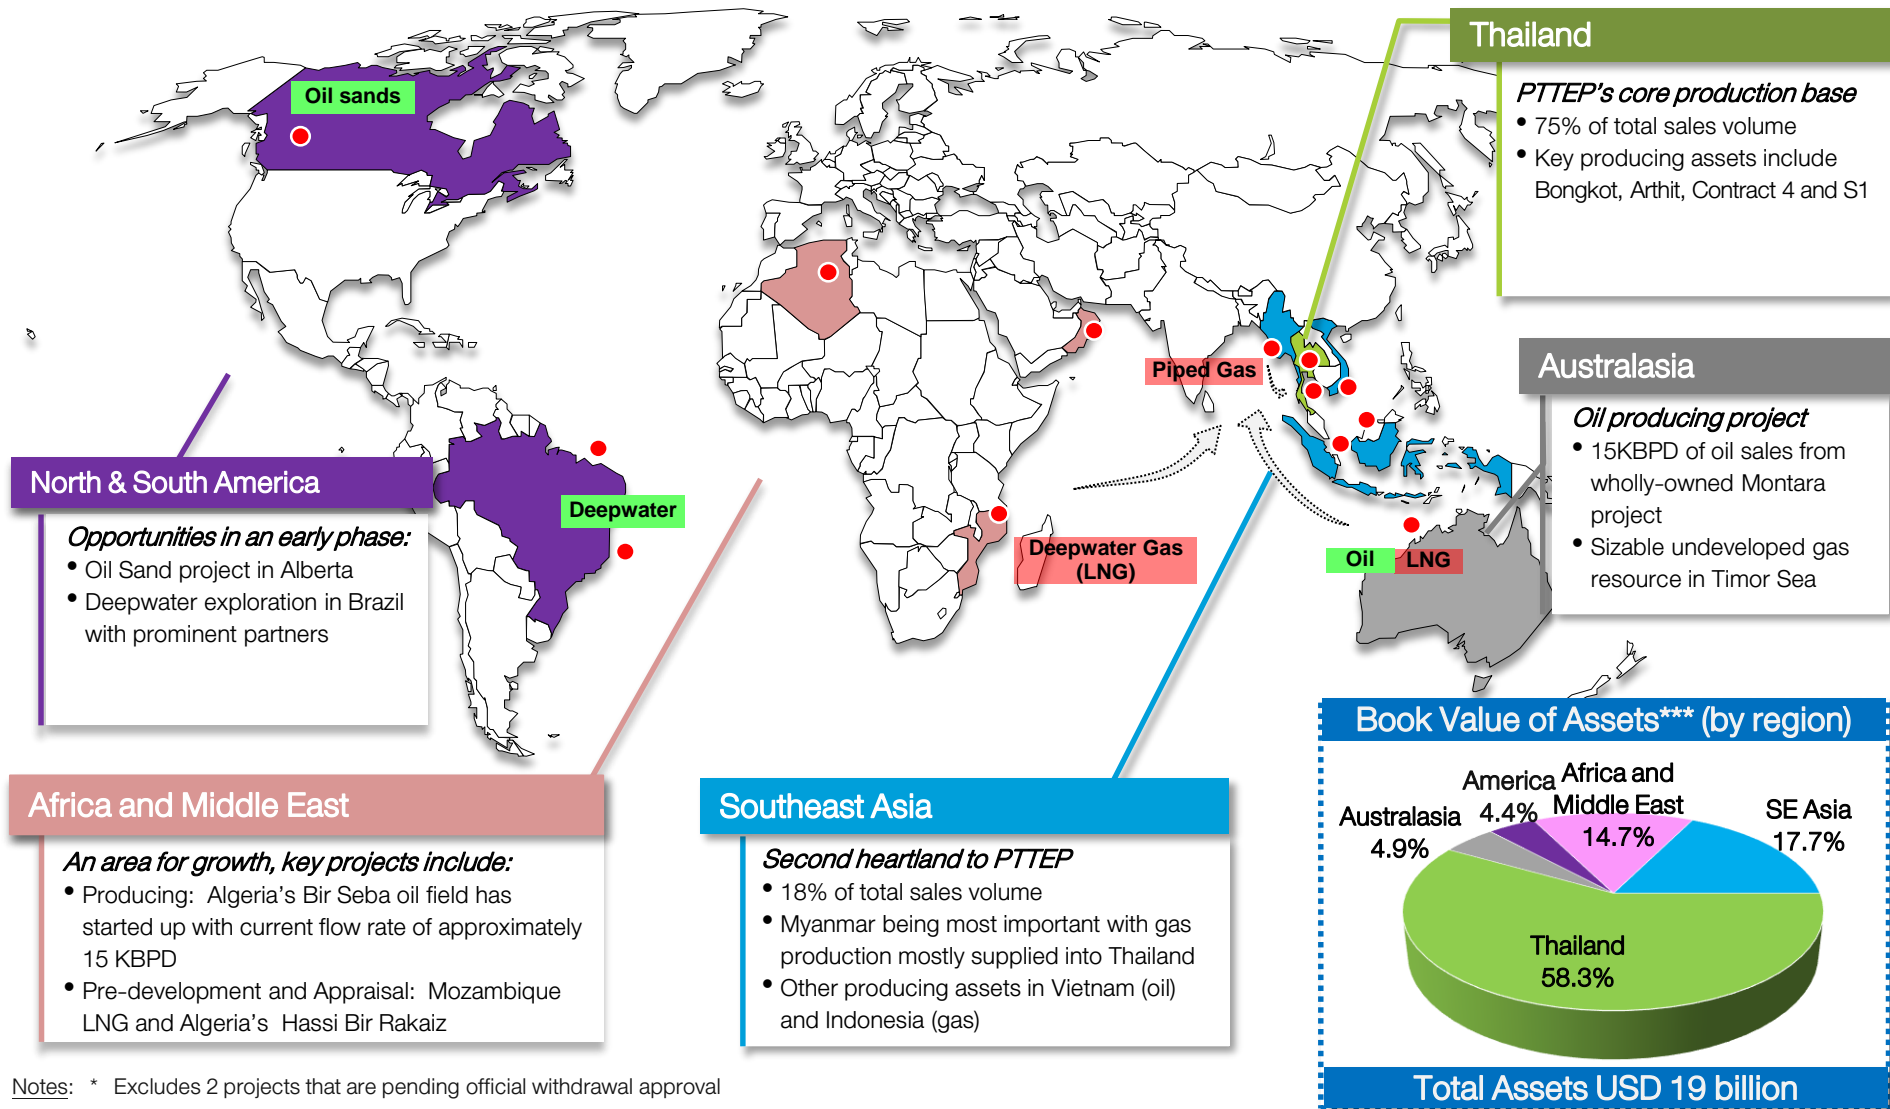 Thailand
PTTEP's core production base
• 75% of total sales volume
• Key producing assets include
Bongkot, Arthit, Contract 4 and S1
Oil sands
Piped Gas
Australasia
Oil producing project
• 15KBPD of oil sales from
wholly-owned Montara
project
• Sizable undeveloped gas
resource in Timor Sea
North & South America
Opportunities in an early phase:
• Oil Sand project in Alberta
• Deepwater exploration in Brazil
with prominent partners
Deepwater
Deepwater Gas
(LNG)
Oil
LNG
Africa and Middle East
An area for growth, key projects include:
• Producing: Algeria's Bir Seba oil field has
started up with current flow rate of approximately
15 KBPD
• Pre-development and Appraisal: Mozambique
LNG and Algeria's Hassi Bir Rakaiz
Southeast Asia
Second heartland to PTTEP
• 18% of total sales volume
• Myanmar being most important with gas
production mostly supplied into Thailand
• Other producing assets in Vietnam (oil)
and Indonesia (gas)
Book Value of Assets*** (by region)
Australasia
4.9%
America
4.4%
Africa and
Middle East
14.7%
SE Asia
17.7%
Thailand
58.3%
Total Assets USD 19 billion
Notes: * Excludes 2 projects that are pending official withdrawal approval